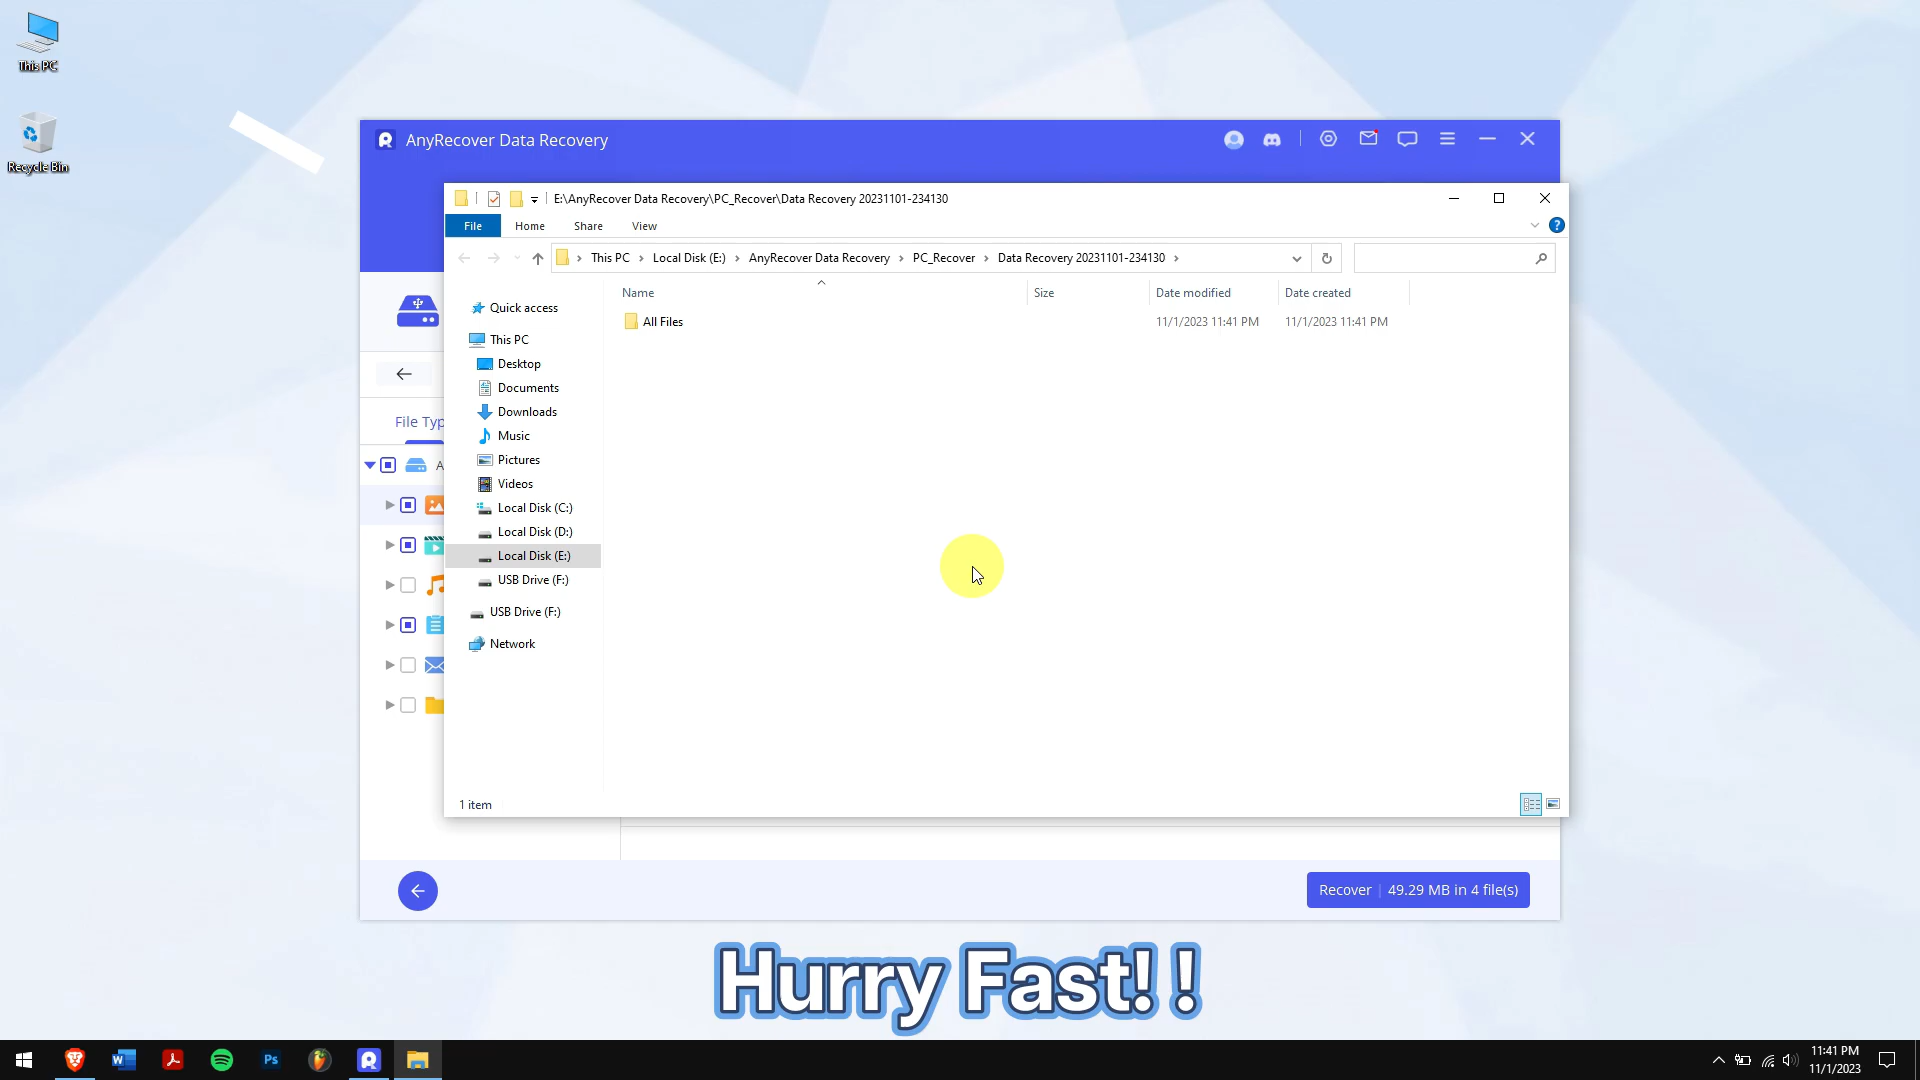 This PC
Recycle Bin
AnyRecover Data Recovery
E:\AnyRecover Data Recovery\PC_Recover\Data Recovery 20231101-234130
File Home Share View
This PC Local Disk (E:) AnyRecover Data Recovery PC_Recover Data Recovery 20231101-234130
Name Size Date modified Date created
All Files 11/1/2023 11:41 PM 11/1/2023 11:41 PM
Quick access
This PC
Desktop
Documents
Downloads
Music
Pictures
Videos
Local Disk (C:)
Local Disk (D:)
Local Disk (E:)
USB Drive (F:)
USB Drive (F:)
Network
1 item
File Typ
A
Recover | 49.29 MB in 4 file(s)
Hurry Fast!!
Ps
11:41 PM
11/1/2023